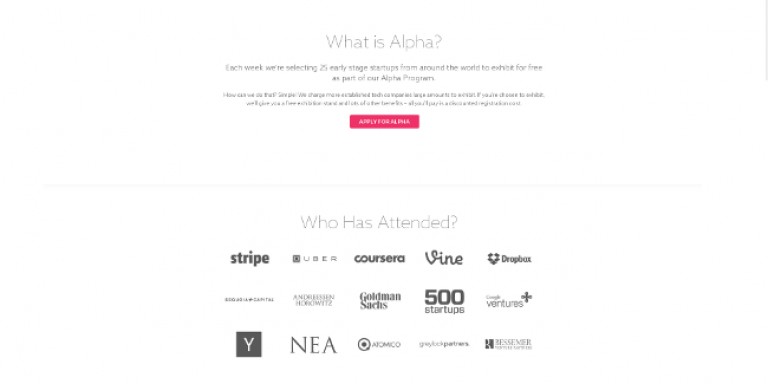 What is Alpha?
Each week we're selecting 25 early stage startups from around the world to exhibit for free
as part of our Alpha Program.
How can we do that? Simple! We charge more established tech companies large amounts to exhibit. If you're chosen to exhibit,
we'll give you a free exhibition stand and lots of other benefits – all you'll pay is a discounted registration cost.
APPLY FOR ALPHA
Who Has Attended?
stripe UBER coursera Vine Dropbox
SEQUOIA CAPITAL ANDREESSEN HOROWITZ Goldman Sachs 500 startups Google ventures
Y NEA ATOMICO greylockpartners. BESSEMER VENTURE PARTNERS